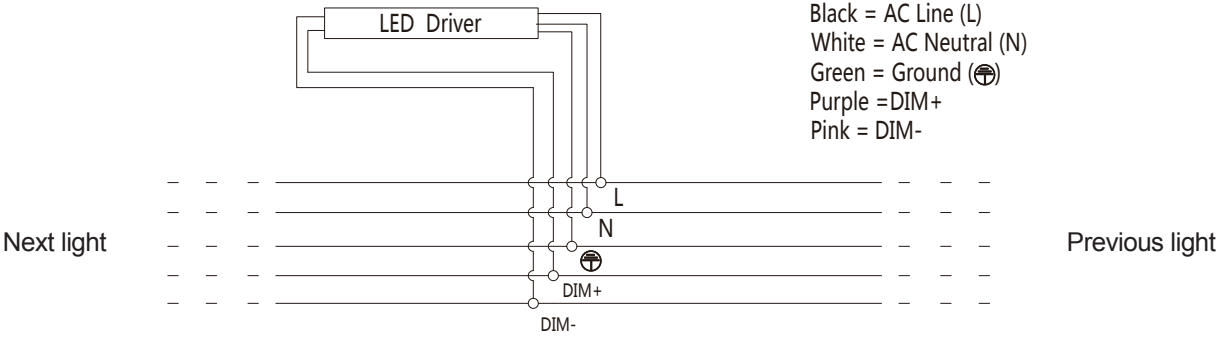 LED Driver
Black = AC Line (L)
White = AC Neutral (N)
Green = Ground (⏚)
Purple =DIM+
Pink = DIM-
L
N
Next light
Previous light
DIM+
DIM-